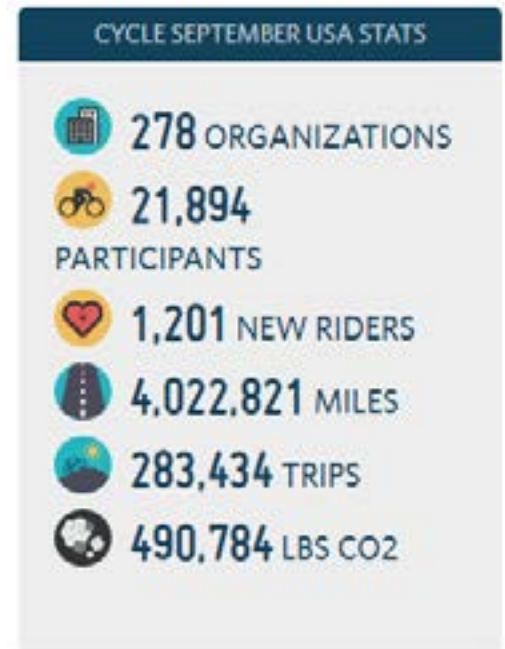 CYCLE SEPTEMBER USA STATS
278 ORGANIZATIONS
21,894
PARTICIPANTS
1,201 NEW RIDERS
4,022,821 MILES
283,434 TRIPS
490,784 LBS CO2